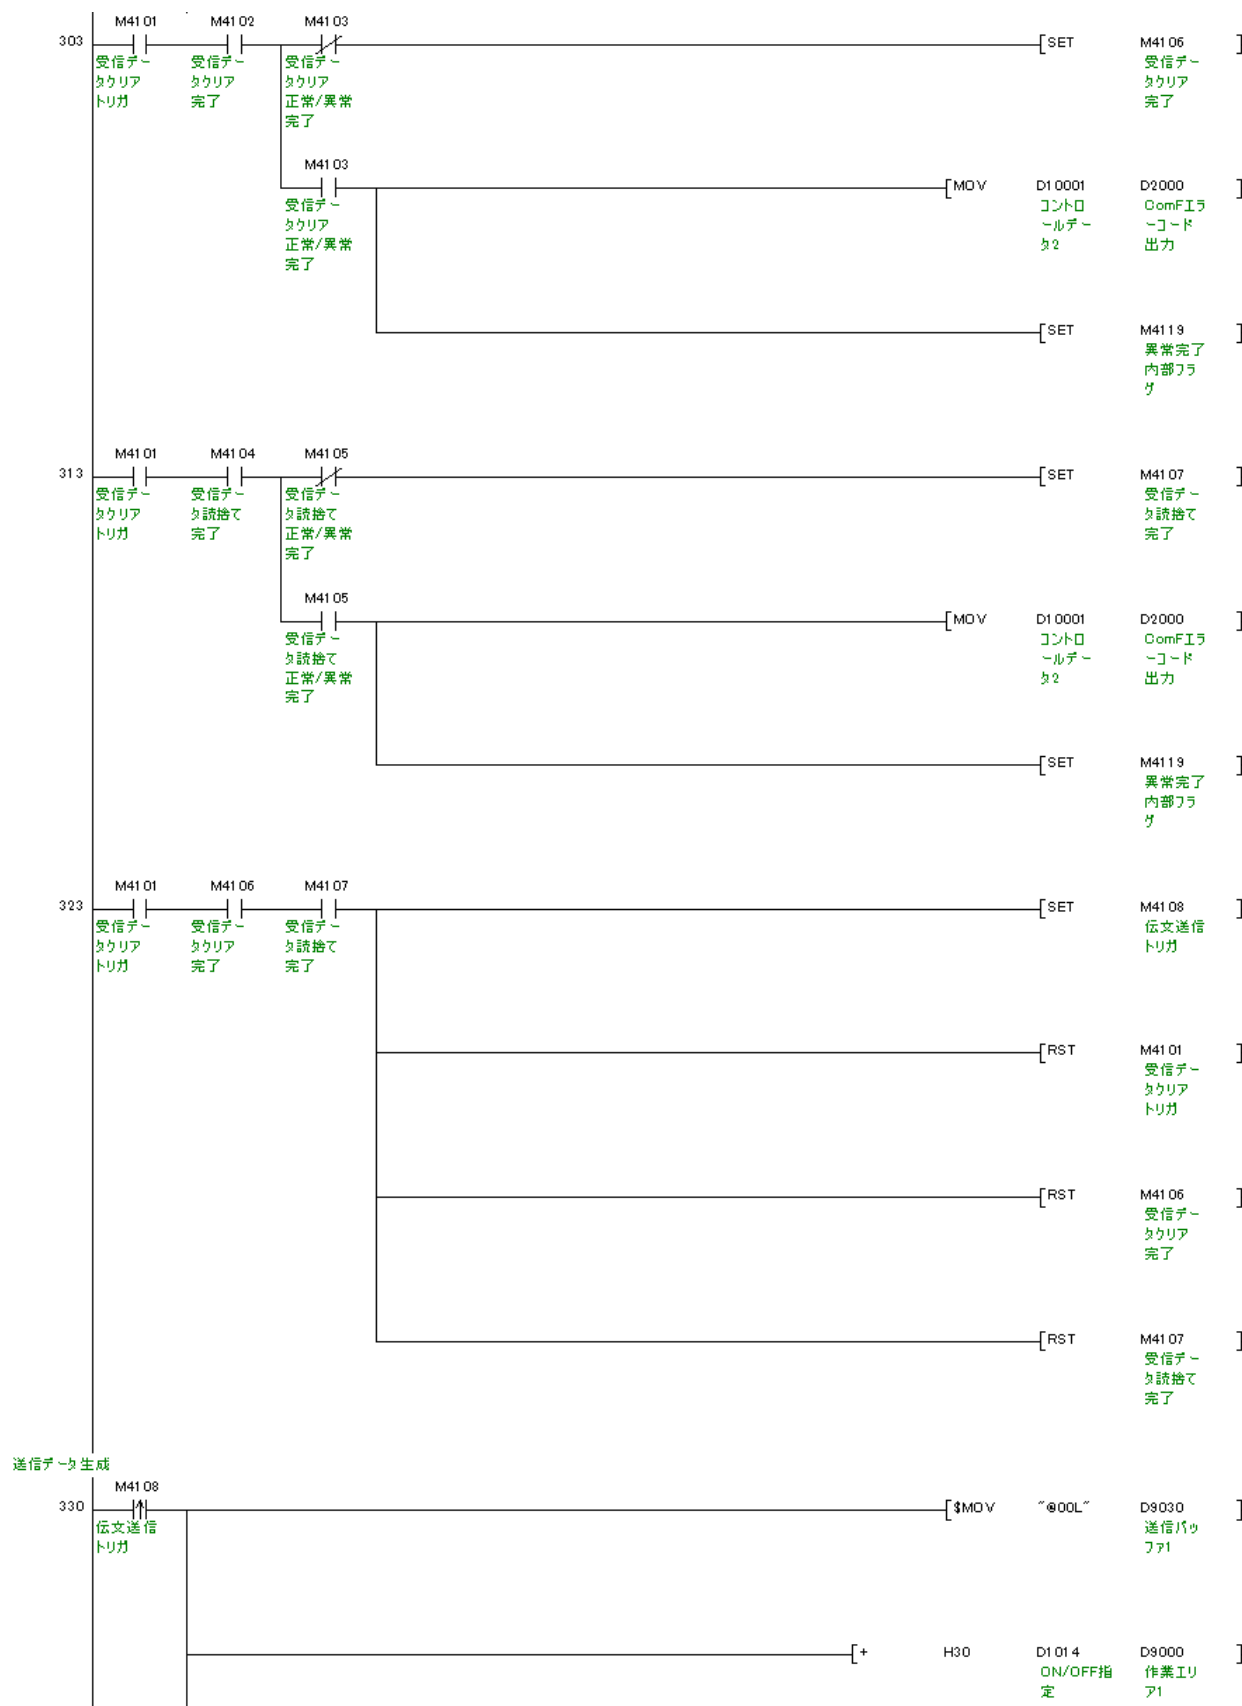 M4101 M4102 M4103
303 [SET M4106 ]
受信デー 受信デー 受信デー 受信デー
タクリア タクリア タクリア タクリア
トリガ 完了 正常/異常 完了
完了
M4103
[MOV D10001 D2000 ]
受信デー コントロ ComFエラ
タクリア ールデー ーコード
正常/異常 タ2 出力
完了
[SET M4119 ]
異常完了
内部フラ
グ
M4101 M4104 M4105
313 [SET M4107 ]
受信デー 受信デー 受信デー 受信デー
タクリア タ読捨て タ読捨て タ読捨て
トリガ 完了 正常/異常 完了
完了
M4105
[MOV D10001 D2000 ]
受信デー コントロ ComFエラ
タ読捨て ールデー ーコード
正常/異常 タ2 出力
完了
[SET M4119 ]
異常完了
内部フラ
グ
M4101 M4106 M4107
323 [SET M4108 ]
受信デー 受信デー 受信デー 伝文送信
タクリア タクリア タ読捨て トリガ
トリガ 完了 完了
[RST M4101 ]
受信デー
タクリア
トリガ
[RST M4106 ]
受信デー
タクリア
完了
[RST M4107 ]
受信デー
タ読捨て
完了
送信データ生成
M4108
330 [$MOV "@00L" D9030 ]
伝文送信 送信バッ
トリガ ファ1
[+ H30 D1014 D9000 ]
ON/OFF指 作業エリ
定 ア1